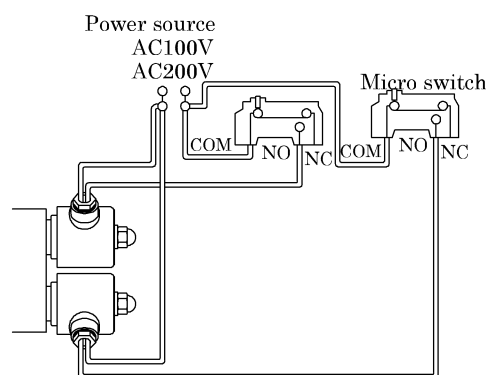 Power source
AC100V
AC200V
Micro switch
COM
NO
NC
COM
NO
NC